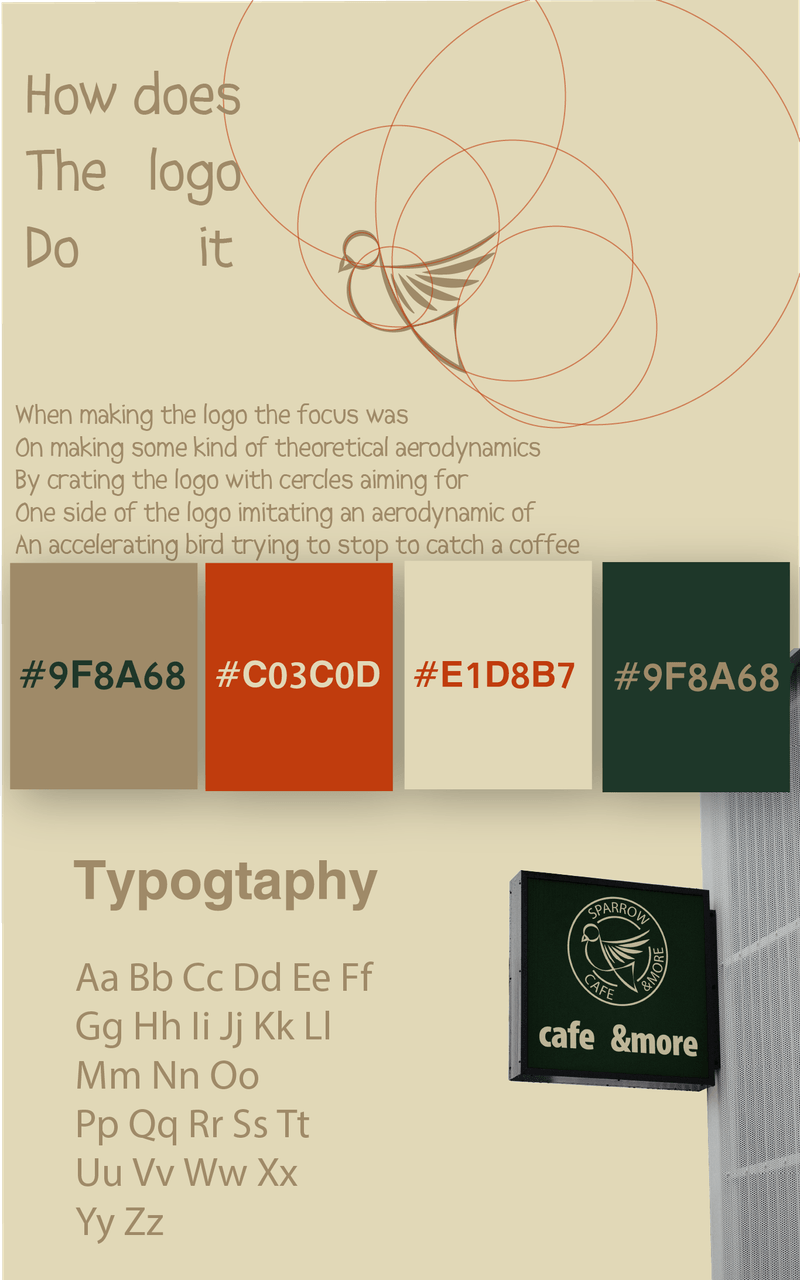 How does
The logo
Do it
When making the logo the focus was
On making some kind of theoretical aerodynamics
By crating the logo with cercles aiming for
One side of the logo imitating an aerodynamic of
An accelerating bird trying to stop to catch a coffee
#9F8A68
#C03C0D
#E1D8B7
#9F8A68
Typogtaphy
Aa Bb Cc Dd Ee Ff
Gg Hh Ii Jj Kk Ll
Mm Nn Oo
Pp Qq Rr Ss Tt
Uu Vv Ww Xx
Yy Zz
SPARROW
CAFE
&MORE
cafe &more